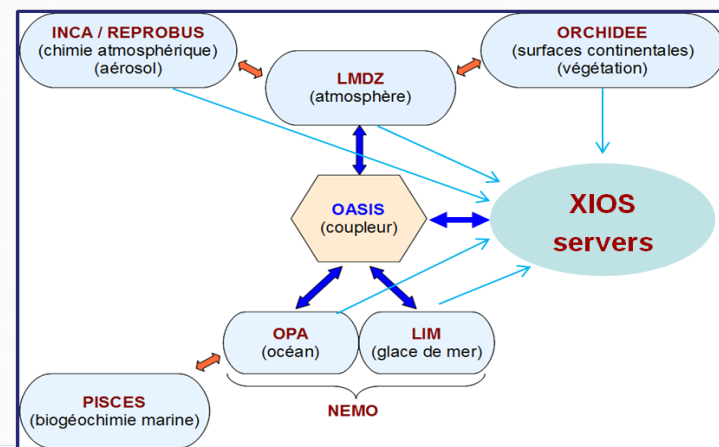 INCA / REPROBUS
(chimie atmosphérique)
(aérosol)
ORCHIDEE
(surfaces continentales)
(végétation)
LMDZ
(atmosphère)
OASIS
(coupleur)
XIOS
servers
OPA
(océan)
LIM
(glace de mer)
NEMO
PISCES
(biogéochimie marine)